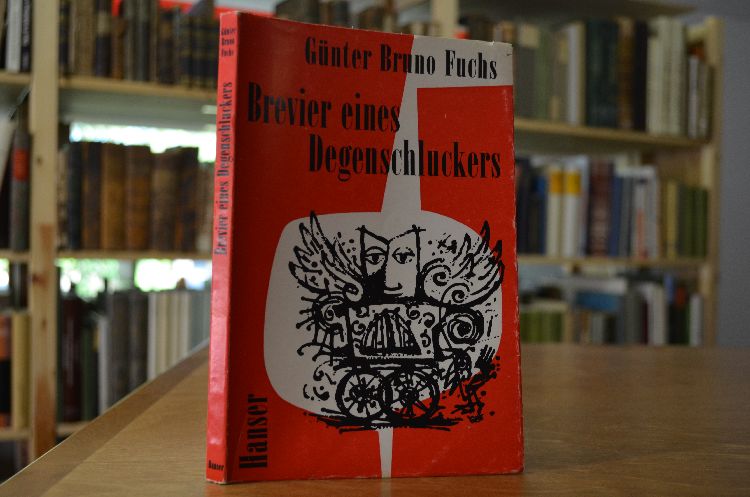 Günter Bruno Fuchs
Brevier eines
Degenschluckers
Hanser
Günter
Bruno
Fuchs
Brevier eines Degenschluckers
Hanser